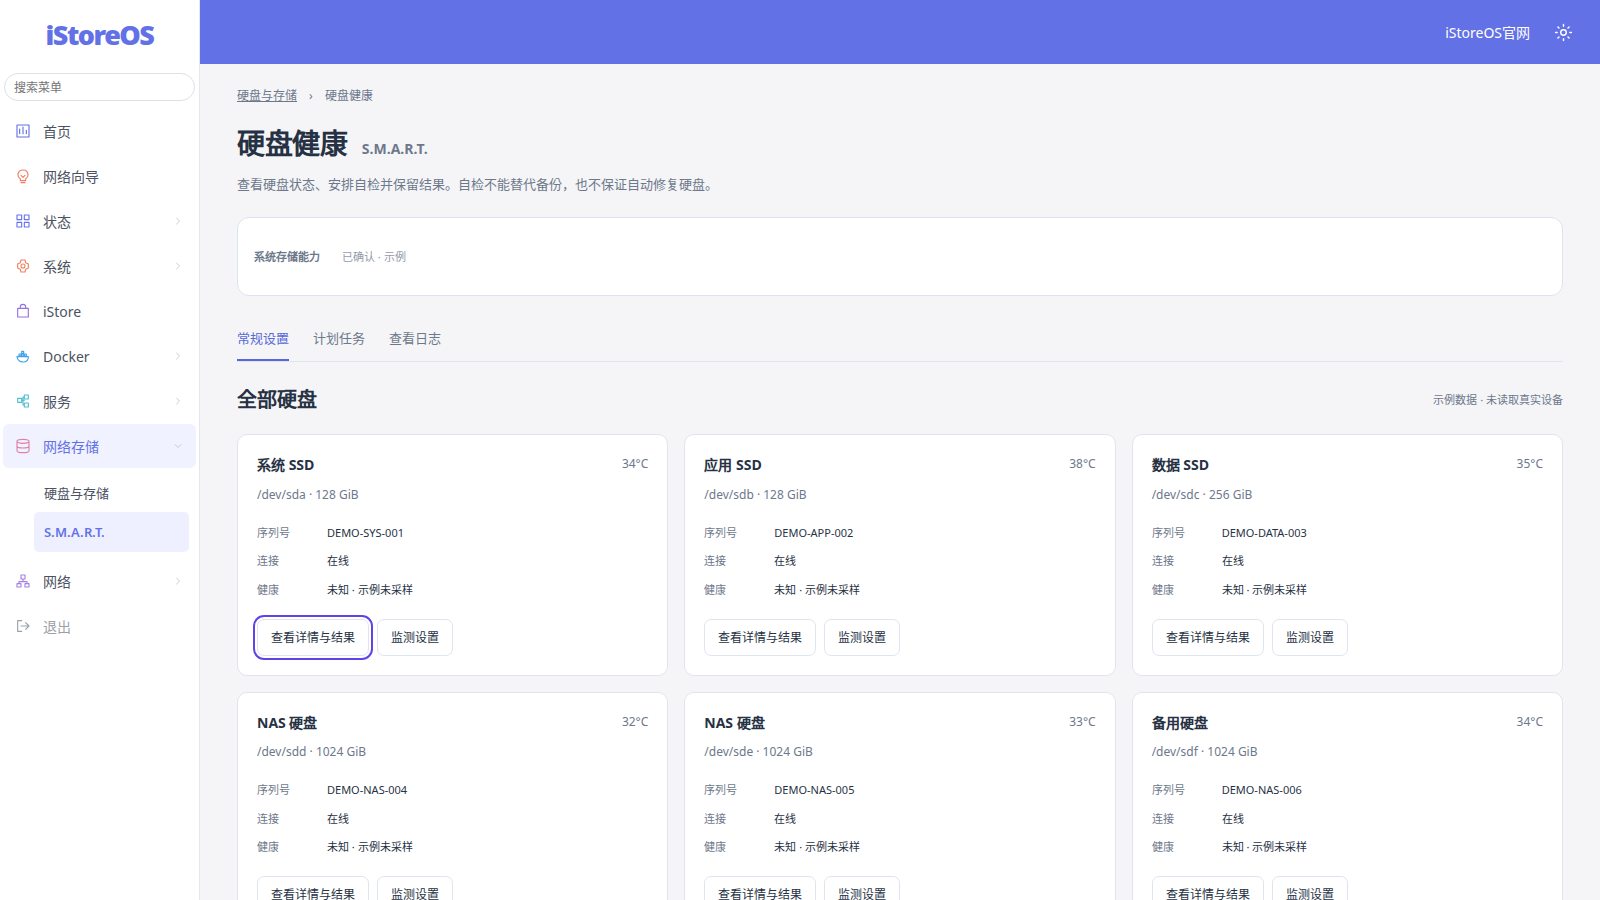 iStoreOS
iStoreOS官网
搜索菜单
首页
网络向导
状态
系统
iStore
Docker
服务
网络存储
硬盘与存储
S.M.A.R.T.
网络
退出
硬盘与存储 › 硬盘健康
硬盘健康 S.M.A.R.T.
查看硬盘状态、安排自检并保留结果。自检不能替代备份，也不保证自动修复硬盘。
系统存储能力 已确认 · 示例
常规设置 计划任务 查看日志
全部硬盘 示例数据 · 未读取真实设备
系统 SSD 34°C
/dev/sda · 128 GiB
序列号 DEMO-SYS-001
连接 在线
健康 未知 · 示例未采样
查看详情与结果 监测设置
应用 SSD 38°C
/dev/sdb · 128 GiB
序列号 DEMO-APP-002
连接 在线
健康 未知 · 示例未采样
查看详情与结果 监测设置
数据 SSD 35°C
/dev/sdc · 256 GiB
序列号 DEMO-DATA-003
连接 在线
健康 未知 · 示例未采样
查看详情与结果 监测设置
NAS 硬盘 32°C
/dev/sdd · 1024 GiB
序列号 DEMO-NAS-004
连接 在线
健康 未知 · 示例未采样
查看详情与结果 监测设置
NAS 硬盘 33°C
/dev/sde · 1024 GiB
序列号 DEMO-NAS-005
连接 在线
健康 未知 · 示例未采样
查看详情与结果 监测设置
备用硬盘 34°C
/dev/sdf · 1024 GiB
序列号 DEMO-NAS-006
连接 在线
健康 未知 · 示例未采样
查看详情与结果 监测设置